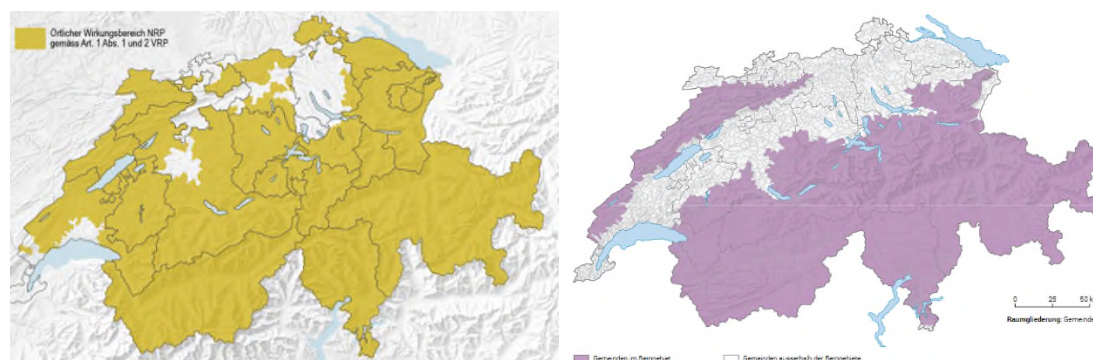 Örtlicher Wirkungsbereich NRP
gemäss Art. 1 Abs. 1 und 2 VRP
0 25 50 k
Raumgliederung: Gemeinde
Gemeinden im Berggebiet
Gemeinden ausserhalb der Berggebiete